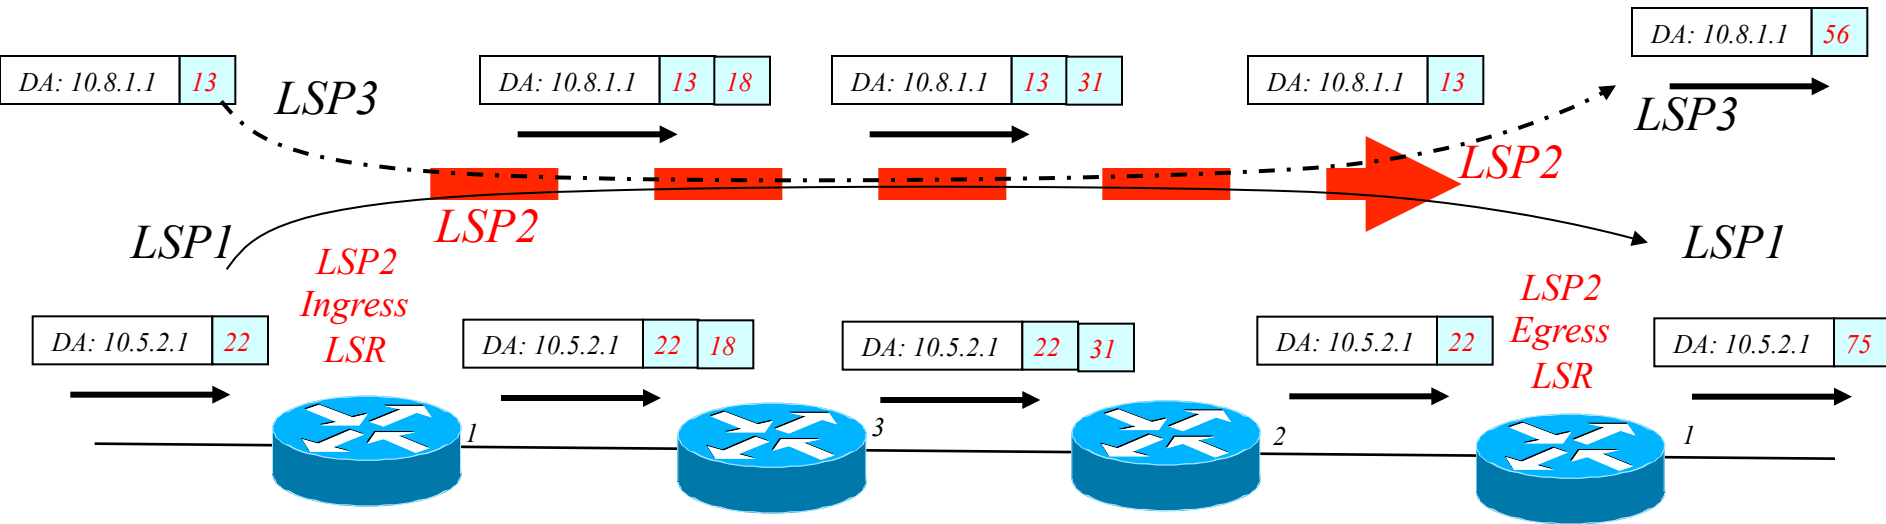 DA: 10.8.1.1 56
DA: 10.8.1.1 13
LSP3
DA: 10.8.1.1 13 18
DA: 10.8.1.1 13 31
DA: 10.8.1.1 13
LSP3
LSP2
LSP1
LSP2
LSP1
LSP2
Ingress
LSR
LSP2
Egress
LSR
DA: 10.5.2.1 22
DA: 10.5.2.1 22 18
DA: 10.5.2.1 22 31
DA: 10.5.2.1 22
DA: 10.5.2.1 75
1
3
2
1